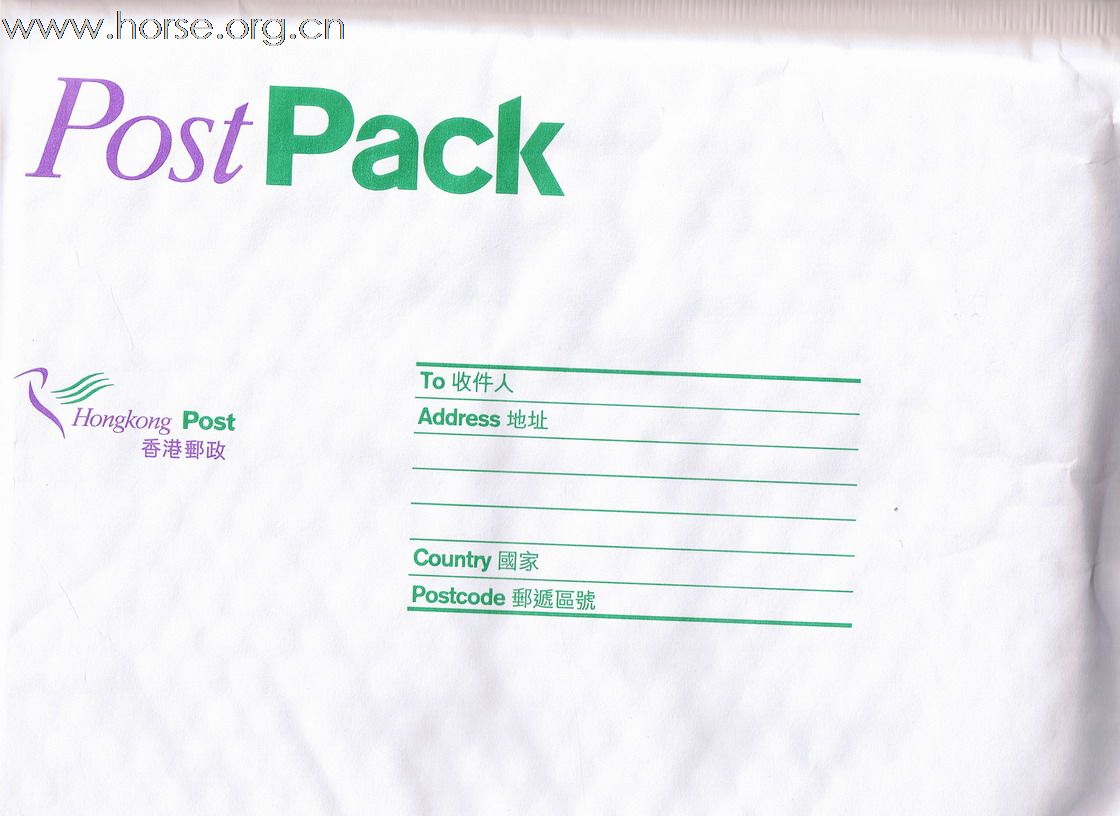 www.horse.org.cn
Post Pack
Hongkong Post
香港郵政
To 收件人
Address 地址
Country 國家
Postcode 郵遞區號